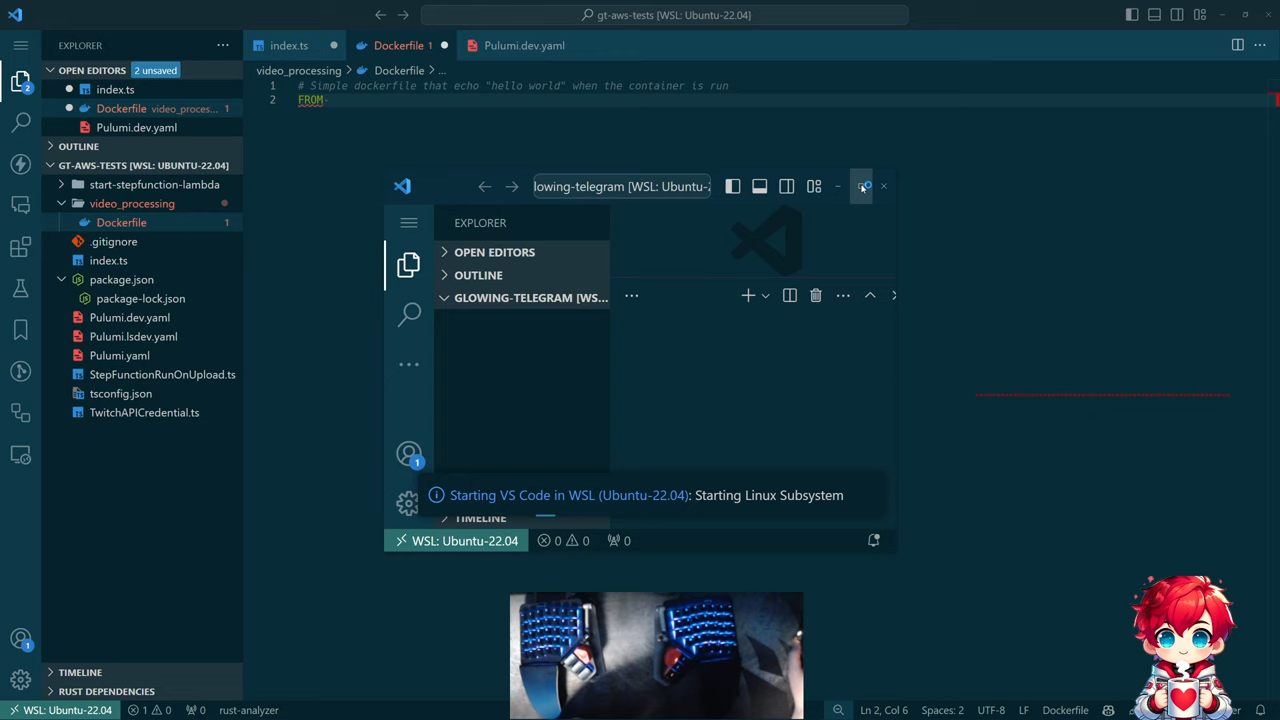 gt-aws-tests [WSL: Ubuntu-22.04]
EXPLORER
index.ts
Dockerfile 1
Pulumi.dev.yaml
OPEN EDITORS
2 unsaved
index.ts
Dockerfile video_proces... 1
Pulumi.dev.yaml
OUTLINE
GT-AWS-TESTS [WSL: UBUNTU-22.04]
start-stepfunction-lambda
video_processing
Dockerfile 1
.gitignore
index.ts
package.json
package-lock.json
Pulumi.dev.yaml
Pulumi.lsdev.yaml
Pulumi.yaml
StepFunctionRunOnUpload.ts
tsconfig.json
TwitchAPICredential.ts
TIMELINE
RUST DEPENDENCIES
2
1
video_processing > Dockerfile > ...
1 # Simple dockerfile that echo "hello world" when the container is run
2 FROM
lowing-telegram [WSL: Ubuntu-2
EXPLORER
OPEN EDITORS
OUTLINE
GLOWING-TELEGRAM [WS...
1
Starting VS Code in WSL (Ubuntu-22.04): Starting Linux Subsystem
TIMELINE
WSL: Ubuntu-22.04 0 0 0
WSL: Ubuntu-22.04 1 0 0 rust-analyzer
Ln 2, Col 6 Spaces: 2 UTF-8 LF Dockerfile